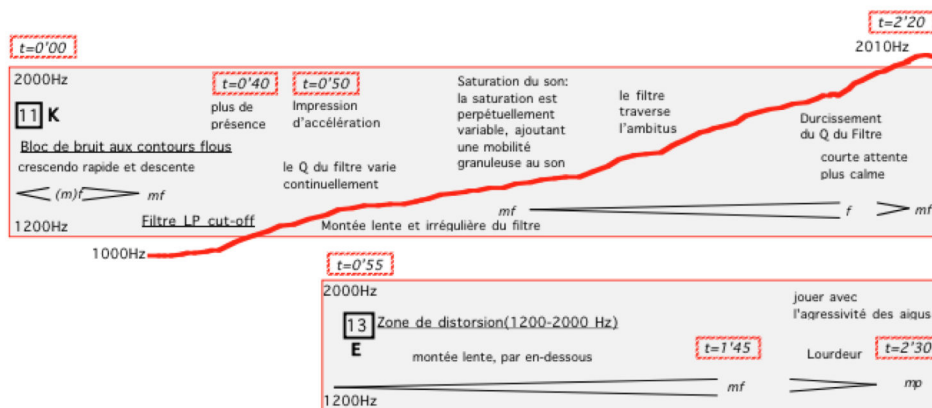 t=0'00
t=2'20
2010Hz
2000Hz
t=0'40
t=0'50
11 K
plus de
présence
Impression
d'accélération
Saturation du son:
la saturation est
perpétuellement
variable, ajoutant
une mobilité
granuleuse au son
le filtre
traverse
l'ambitus
Durcissement
du Q du Filtre
courte attente
plus calme
Bloc de bruit aux contours flous
crescendo rapide et descente
(m)f mf
le Q du filtre varie
continuellement
mf f mf
1200Hz
Filtre LP cut-off
Montée lente et irrégulière du filtre
1000Hz
t=0'55
2000Hz
13 Zone de distorsion(1200-2000 Hz)
E
jouer avec
l'agressivité des aigus
montée lente, par en-dessous
t=1'45
Lourdeur
t=2'30
mf mp
1200Hz